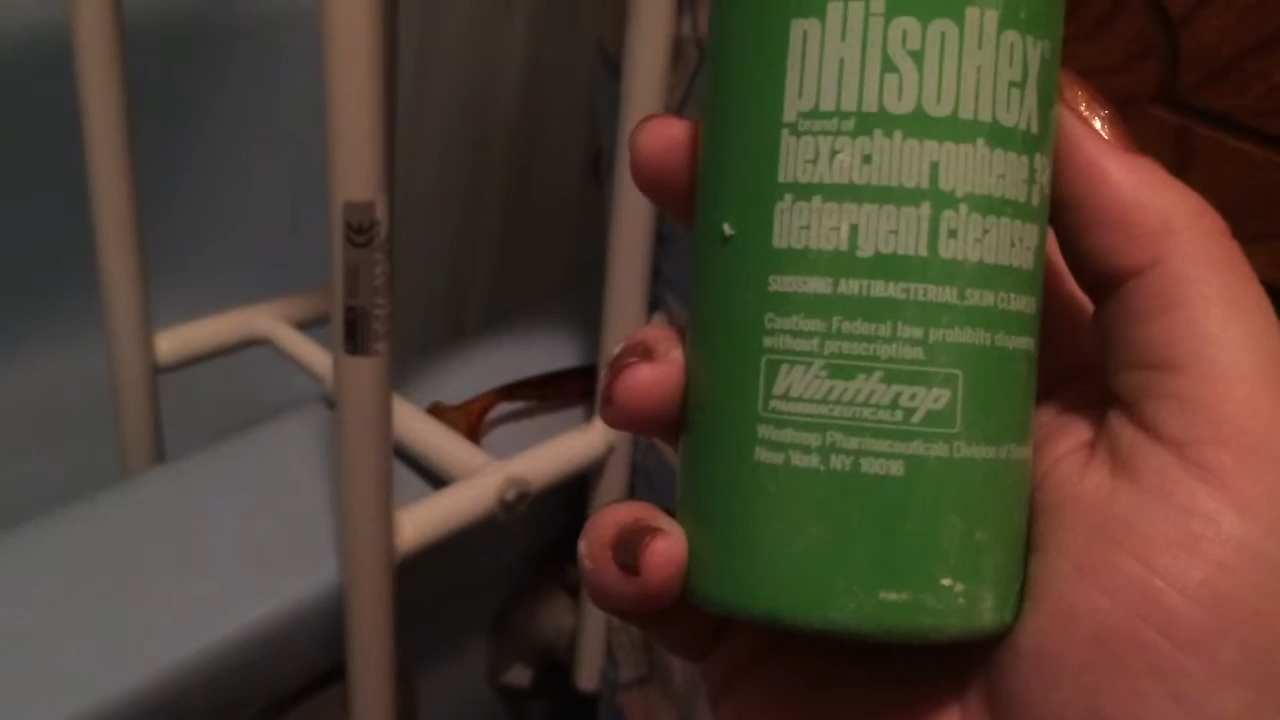 pHisoHex®
brand of
hexachlorophene
detergent cleanser
SUDSING ANTIBACTERIAL SKIN
Caution: Federal law prohibits
without prescription.
Winthrop
PHARMACEUTICALS
Winthrop Pharmaceuticals Division of
New York, NY 10016
CE